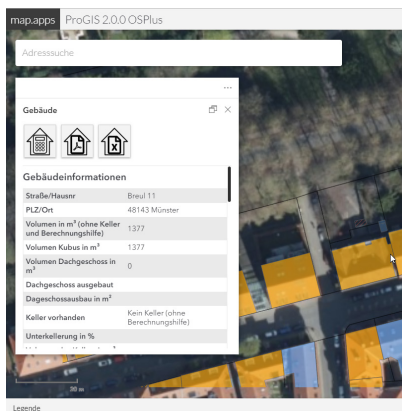 map.apps ProGIS 2.0.0 OSPlus
Adresssuche
Gebäude
Gebäudeinformationen
Straße/Hausnr Breul 11
PLZ/Ort 48143 Münster
Volumen in m³ (ohne Keller
und Berechnungshilfe) 1377
Volumen Kubus in m³ 1377
Volumen Dachgeschoss in
m³ 0
Dachgeschoss ausgebaut
Dageschossausbau in m²
Keller vorhanden Kein Keller (ohne
Berechnungshilfe)
Unterkellerung in %
30 m
Legende